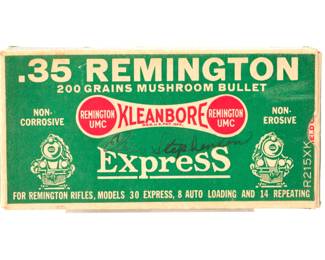 .35 REMINGTON
200 GRAINS MUSHROOM BULLET
NON-
CORROSIVE
REMINGTON
UMC
KLEANBORE
REMINGTON
UMC
NON-
EROSIVE
Stephenson
Express
FOR REMINGTON RIFLES, MODELS 30 EXPRESS, 8 AUTO LOADING AND 14 REPEATING
R215XK